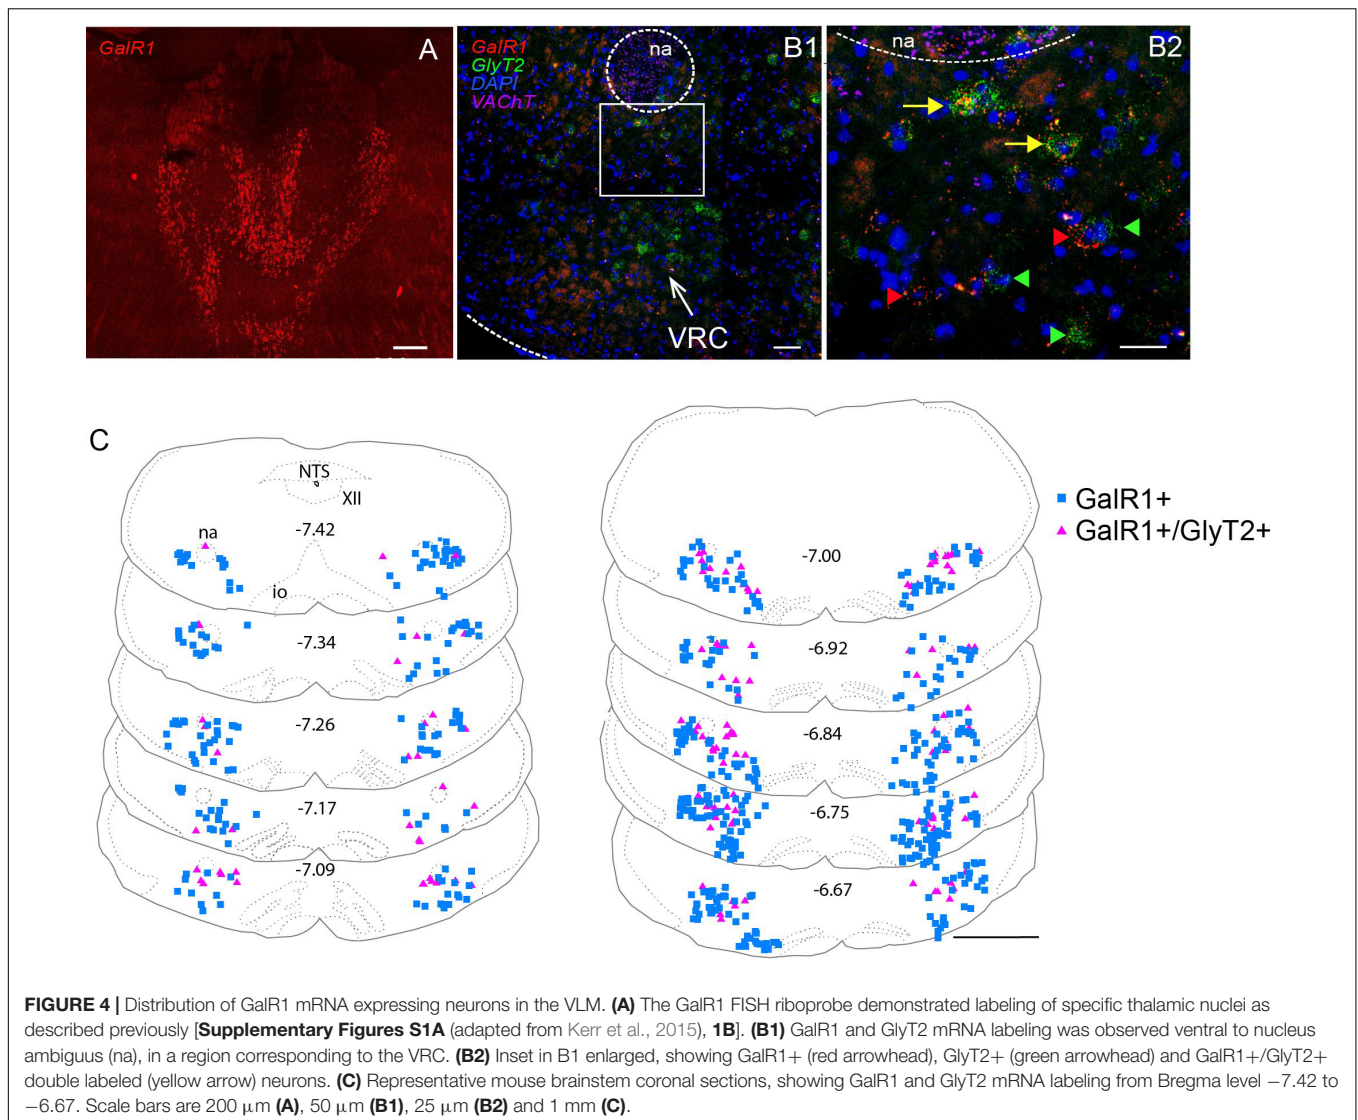 GalR1
A
GalR1
GlyT2
DAPI
VAChT
na
B1
VRC
na
B2
C
NTS
XII
-7.42
na
io
-7.34
-7.26
-7.17
-7.09
-7.00
-6.92
-6.84
-6.75
-6.67
GalR1+
GalR1+/GlyT2+
FIGURE 4 | Distribution of GalR1 mRNA expressing neurons in the VLM. (A) The GalR1 FISH riboprobe demonstrated labeling of specific thalamic nuclei as
described previously [Supplementary Figures S1A (adapted from Kerr et al., 2015), 1B]. (B1) GalR1 and GlyT2 mRNA labeling was observed ventral to nucleus
ambiguus (na), in a region corresponding to the VRC. (B2) Inset in B1 enlarged, showing GalR1+ (red arrowhead), GlyT2+ (green arrowhead) and GalR1+/GlyT2+
double labeled (yellow arrow) neurons. (C) Representative mouse brainstem coronal sections, showing GalR1 and GlyT2 mRNA labeling from Bregma level −7.42 to
−6.67. Scale bars are 200 μm (A), 50 μm (B1), 25 μm (B2) and 1 mm (C).